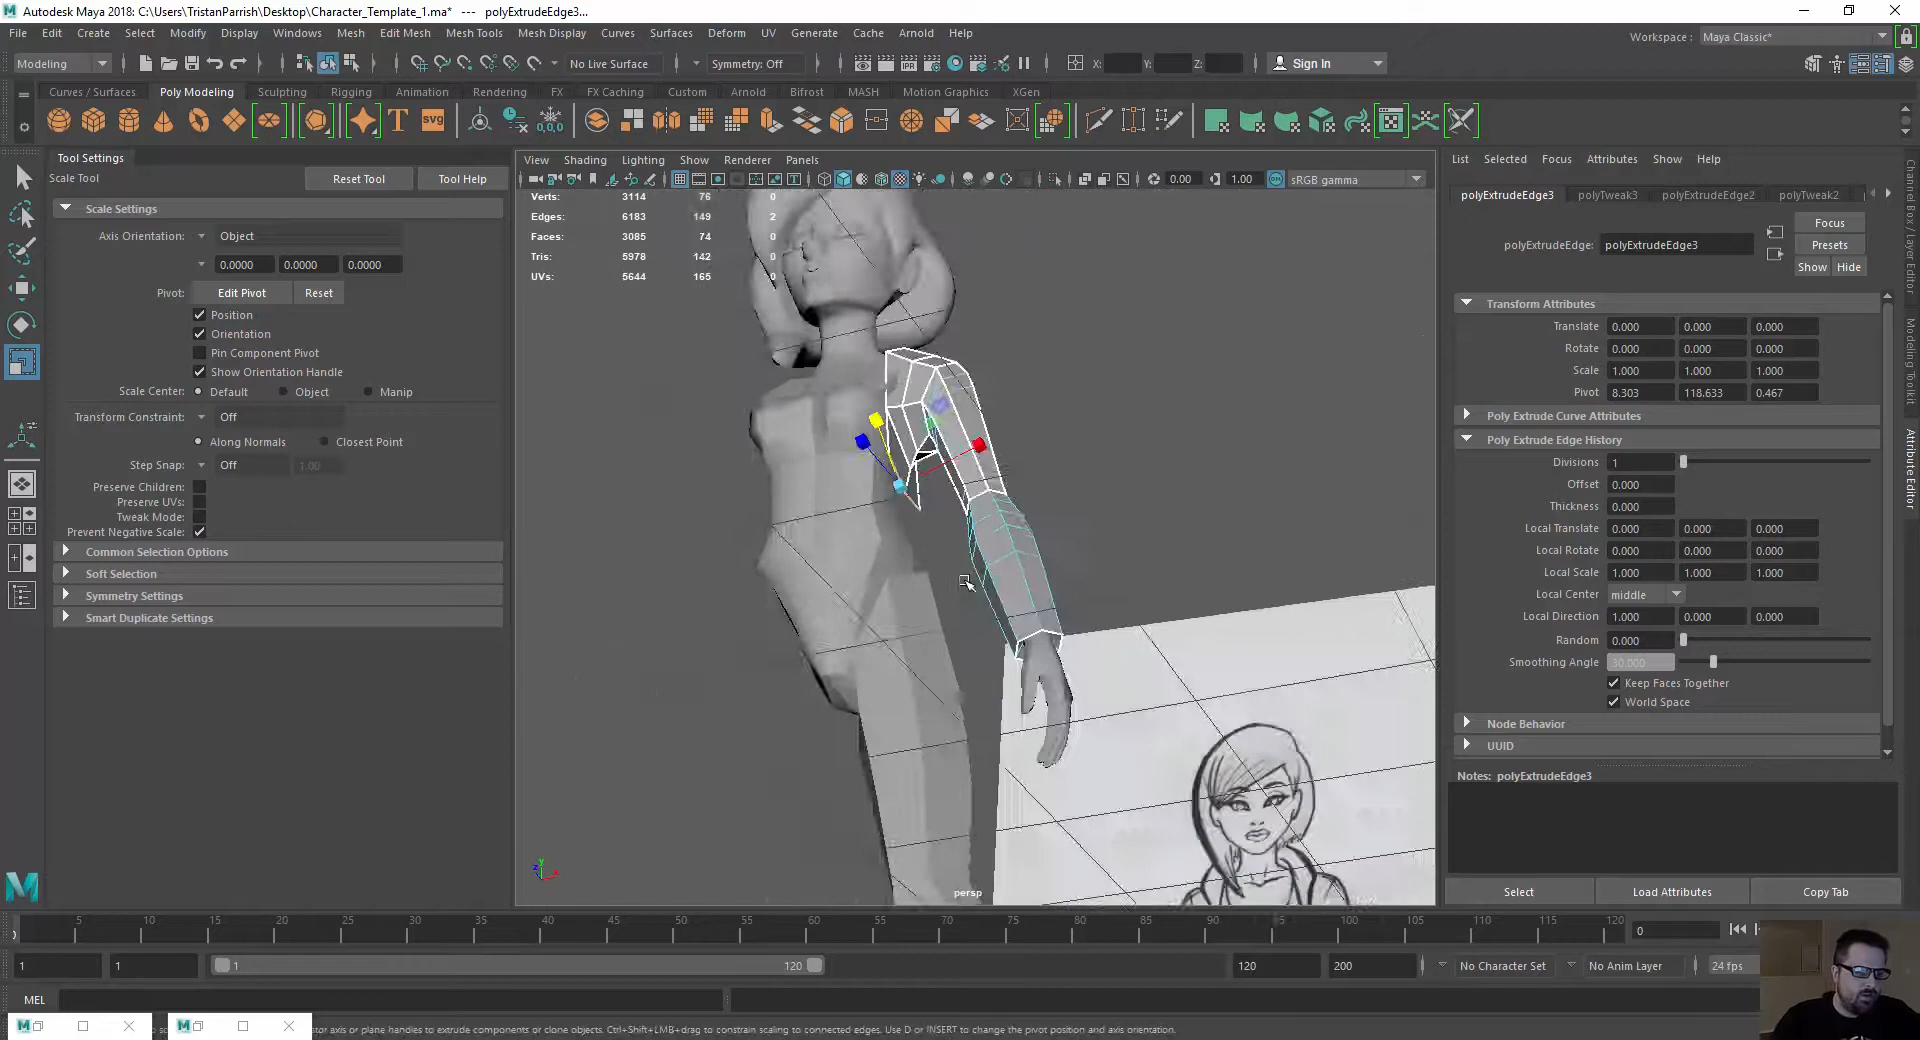 Autodesk Maya 2018: C:\Users\TristanParrish\Desktop\Character_Template_1.ma* --- polyExtrudeEdge3...
File Edit Create Select Modify Display Windows Mesh Edit Mesh Mesh Tools Mesh Display Curves Surfaces Deform UV Generate Cache Arnold Help
Workspace : Maya Classic*
Modeling No Live Surface Symmetry: Off X: Y: Z: Sign In
Curves / Surfaces Poly Modeling Sculpting Rigging Animation Rendering FX FX Caching Custom Arnold Bifrost MASH Motion Graphics XGen
T svg 0,0,0
Tool Settings
Scale Tool Reset Tool Tool Help
Scale Settings
Axis Orientation: Object
0.0000 0.0000 0.0000
Pivot: Edit Pivot Reset
Position
Orientation
Pin Component Pivot
Show Orientation Handle
Scale Center: Default Object Manip
Transform Constraint: Off
Along Normals Closest Point
Step Snap: Off 1.00
Preserve Children:
Preserve UVs:
Tweak Mode:
Prevent Negative Scale:
Common Selection Options
Soft Selection
Symmetry Settings
Smart Duplicate Settings
View Shading Lighting Show Renderer Panels
0.00 1.00 sRGB gamma
Verts: 3114 76 0
Edges: 6183 149 2
Faces: 3085 74 0
Tris: 5978 142 0
UVs: 5644 165 0
persp
List Selected Focus Attributes Show Help
polyExtrudeEdge3 polyTweak3 polyExtrudeEdge2 polyTweak2
Focus
polyExtrudeEdge: polyExtrudeEdge3 Presets
Show Hide
Transform Attributes
Translate 0.000 0.000 0.000
Rotate 0.000 0.000 0.000
Scale 1.000 1.000 1.000
Pivot 8.303 118.633 0.467
Poly Extrude Curve Attributes
Poly Extrude Edge History
Divisions 1
Offset 0.000
Thickness 0.000
Local Translate 0.000 0.000 0.000
Local Rotate 0.000 0.000 0.000
Local Scale 1.000 1.000 1.000
Local Center middle
Local Direction 1.000 0.000 0.000
Random 0.000
Smoothing Angle 30.000
Keep Faces Together
World Space
Node Behavior
UUID
Notes: polyExtrudeEdge3
Select Load Attributes Copy Tab
Channel Box / Layer Editor
Modeling Toolkit
Attribute Editor
5 10 15 20 25 30 35 40 45 50 55 60 65 70 75 80 85 90 95 100 105 110 115 120
0
1 1 1 120 120 200 No Character Set No Anim Layer 24 fps
MEL
tor axis or plane handles to extrude components or clone objects. Ctrl+Shift+LMB+drag to constrain scaling to connected edges. Use D or INSERT to change the pivot position and axis orientation.